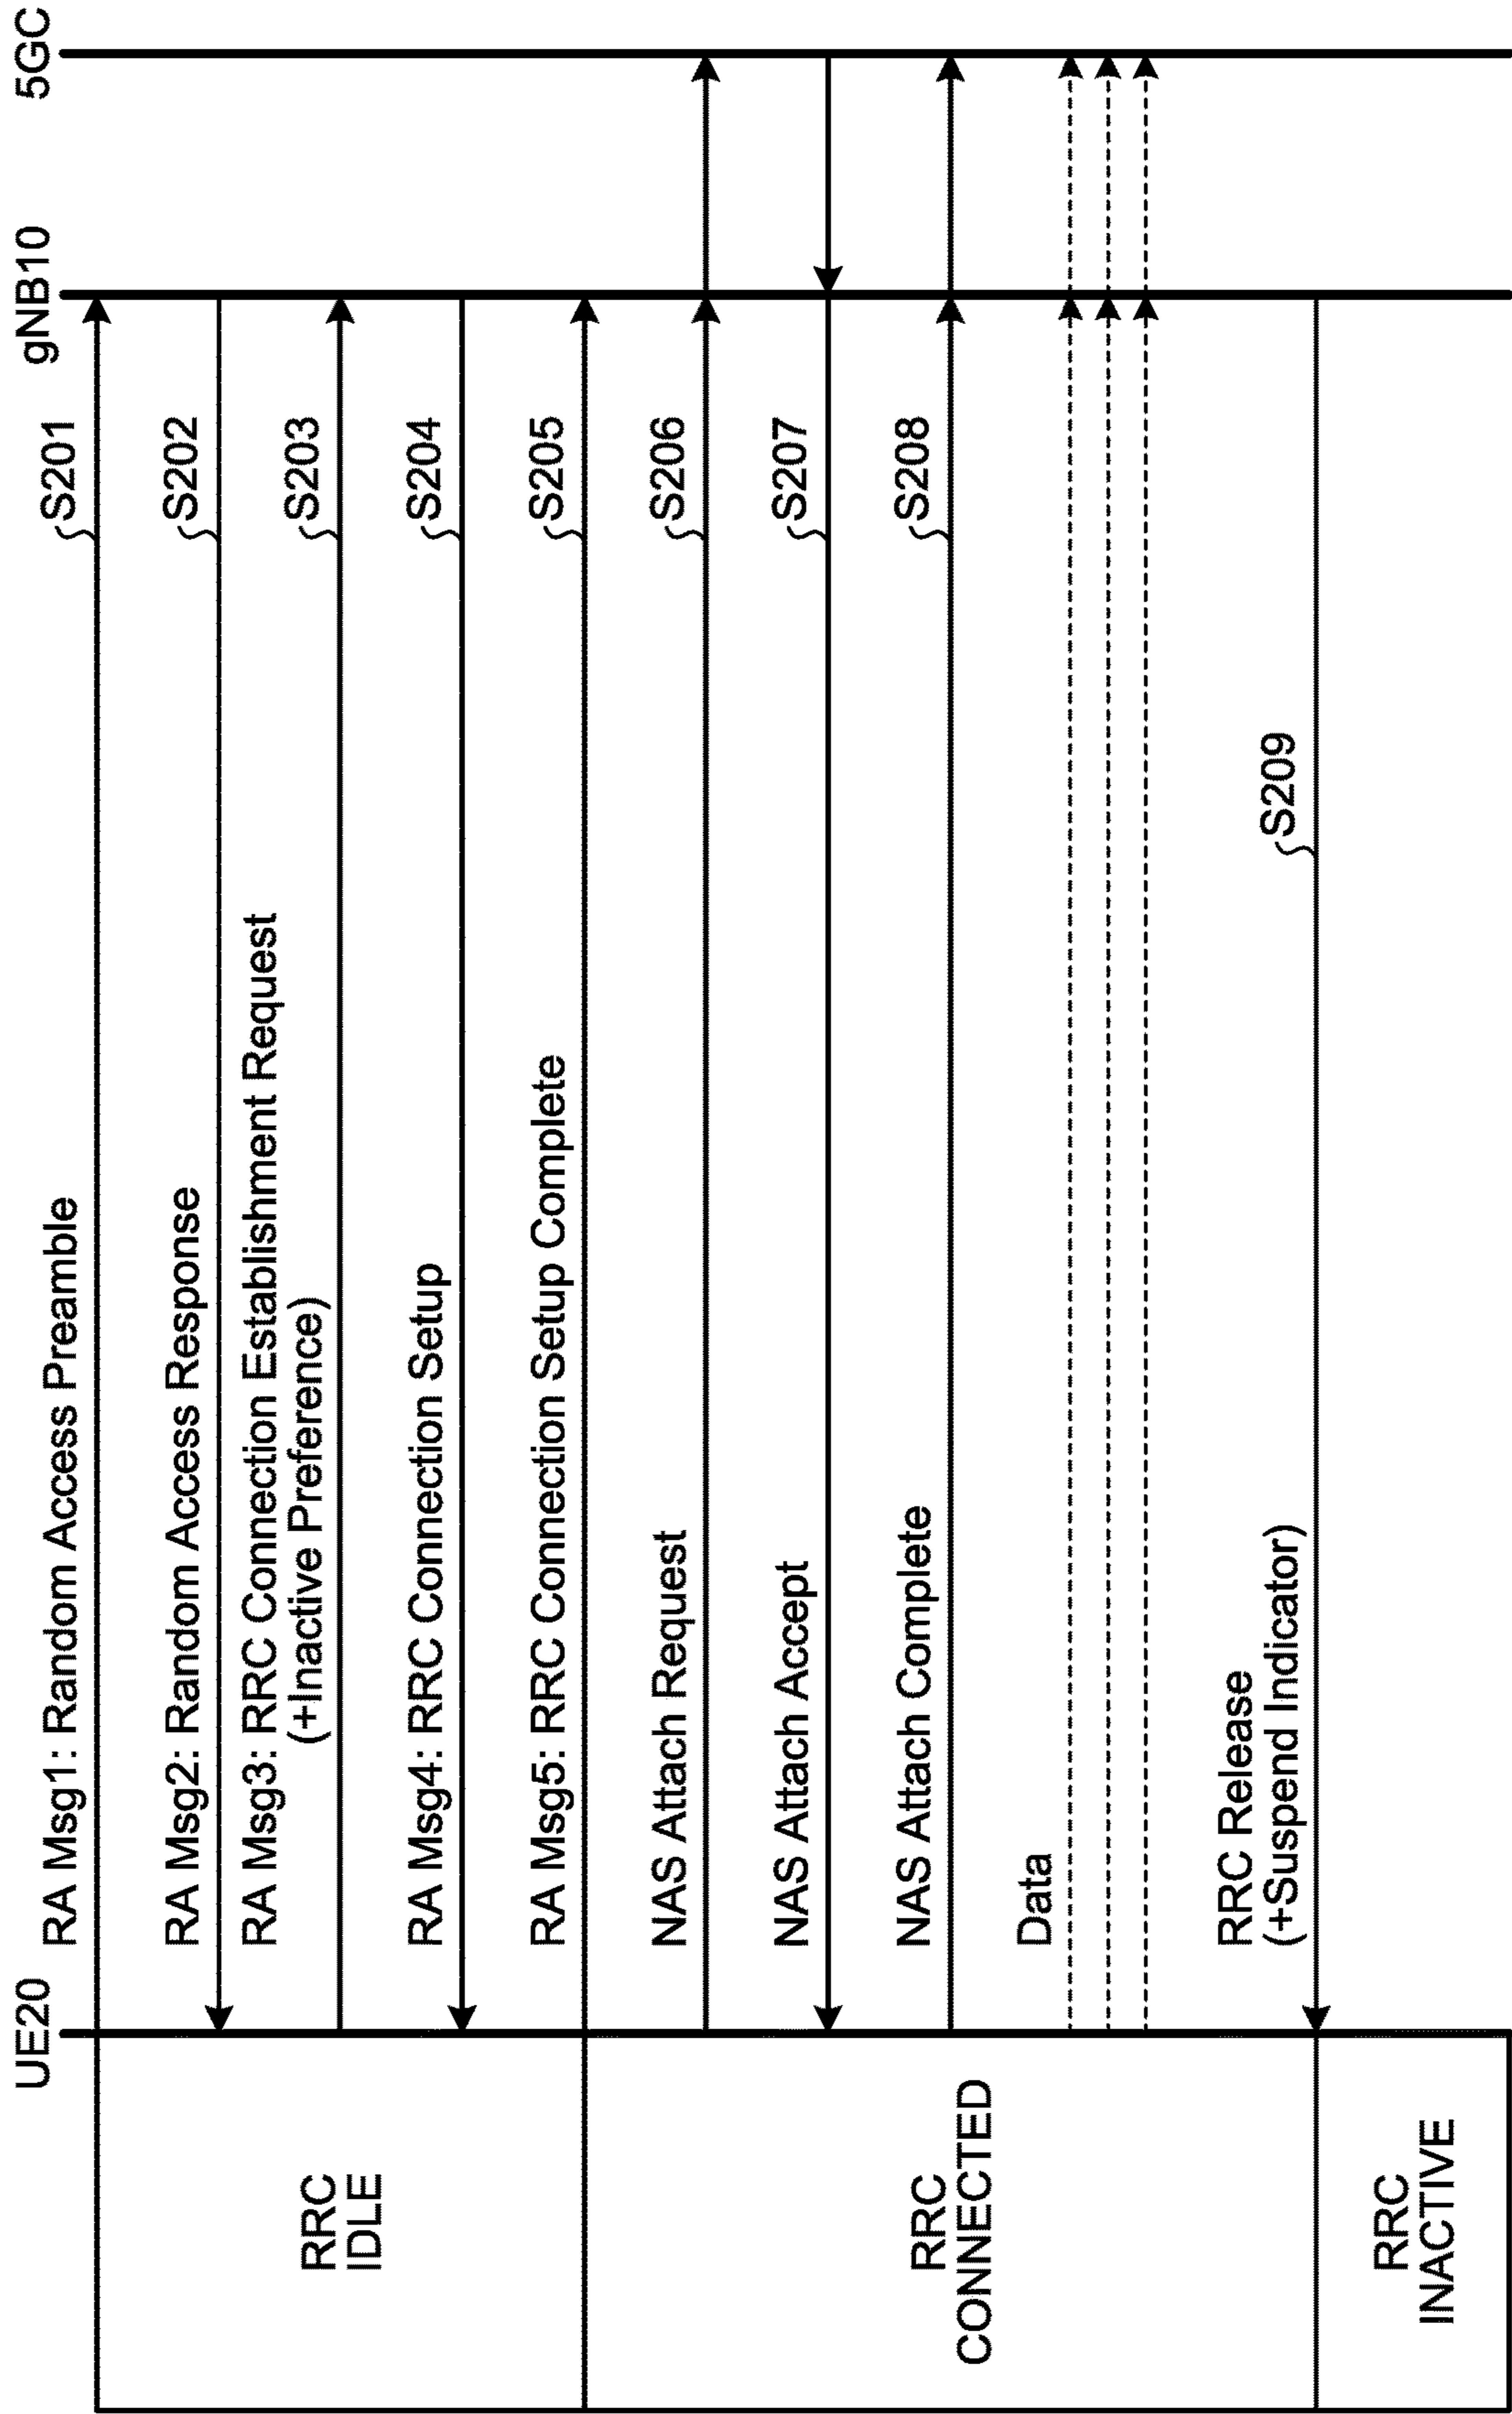 UE20
gNB10
5GC
RA Msg1: Random Access Preamble
S201
RA Msg2: Random Access Response
S202
RA Msg3: RRC Connection Establishment Request
(+Inactive Preference)
S203
RRC
IDLE
RA Msg4: RRC Connection Setup
S204
RA Msg5: RRC Connection Setup Complete
S205
NAS Attach Request
S206
NAS Attach Accept
S207
NAS Attach Complete
S208
RRC
CONNECTED
Data
RRC Release
(+Suspend Indicator)
S209
RRC
INACTIVE